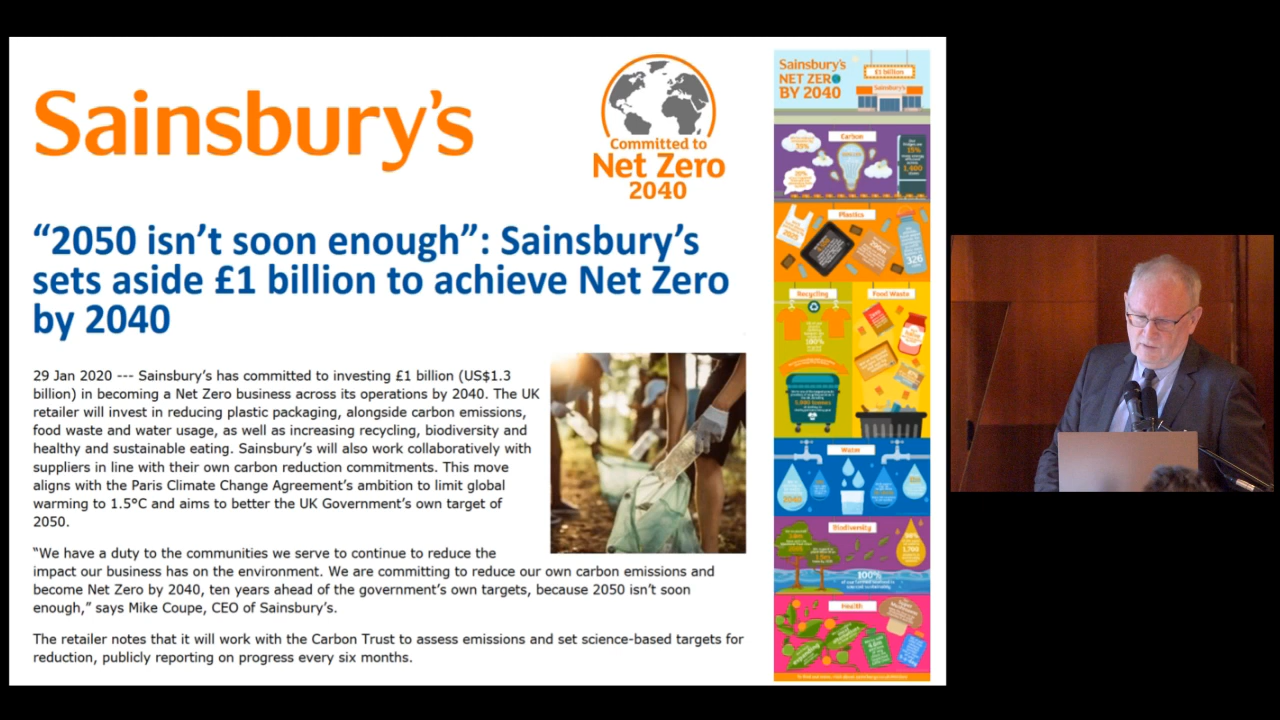 Sainsbury's
Committed to
Net Zero
2040
“2050 isn’t soon enough”: Sainsbury’s
sets aside £1 billion to achieve Net Zero
by 2040
29 Jan 2020 --- Sainsbury’s has committed to investing £1 billion (US$1.3
billion) in becoming a Net Zero business across its operations by 2040. The UK
retailer will invest in reducing plastic packaging, alongside carbon emissions,
food waste and water usage, as well as increasing recycling, biodiversity and
healthy and sustainable eating. Sainsbury’s will also work collaboratively with
suppliers in line with their own carbon reduction commitments. This move
aligns with the Paris Climate Change Agreement’s ambition to limit global
warming to 1.5°C and aims to better the UK Government’s own target of
2050.
“We have a duty to the communities we serve to continue to reduce the
impact our business has on the environment. We are committing to reduce our own carbon emissions and
become Net Zero by 2040, ten years ahead of the government’s own targets, because 2050 isn’t soon
enough,” says Mike Coupe, CEO of Sainsbury’s.
The retailer notes that it will work with the Carbon Trust to assess emissions and set science-based targets for
reduction, publicly reporting on progress every six months.
Sainsbury's
NET ZERO
BY 2040
£1 billion
Sainsbury's
Carbon
15%
1,400
Plastics
326
Recycling
Food Waste
100%
Water
2040
Biodiversity
1,700
100%
Health